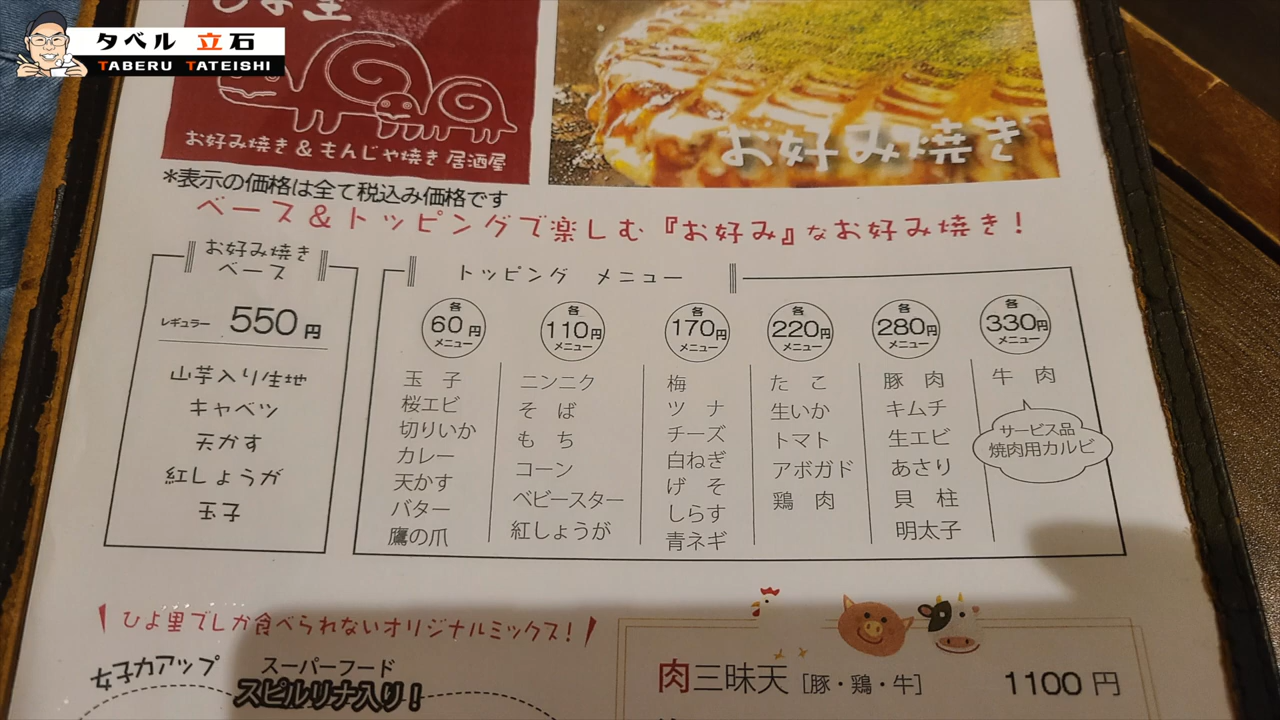 タベル 立石
TABERU TATEISHI
ひよ里
お好み焼き＆もんじゃ焼き 居酒屋
お好み焼き
*表示の価格は全て税込み価格です
ベース＆トッピングで楽しむ『お好み』なお好み焼き！
お好み焼き
ベース
レギュラー 550円
山芋入り生地
キャベツ
天かす
紅しょうが
玉子
トッピング メニュー
各
60円
メニュー
玉 子
桜エビ
切りいか
カレー
天かす
バター
鷹の爪
各
110円
メニュー
ニンニク
そ ば
も ち
コーン
ベビースター
紅しょうが
各
170円
メニュー
梅
ツ ナ
チーズ
白ねぎ
げ そ
しらす
青ネギ
各
220円
メニュー
た こ
生いか
トマト
アボガド
鶏 肉
各
280円
メニュー
豚 肉
キムチ
生エビ
あさり
貝 柱
明太子
各
330円
メニュー
牛 肉
サービス品
焼肉用カルビ
ひよ里でしか食べられないオリジナルミックス！
女子力アップ
スーパーフード
スピルリナ入り！
肉三昧天［豚・鶏・牛］ 1100円